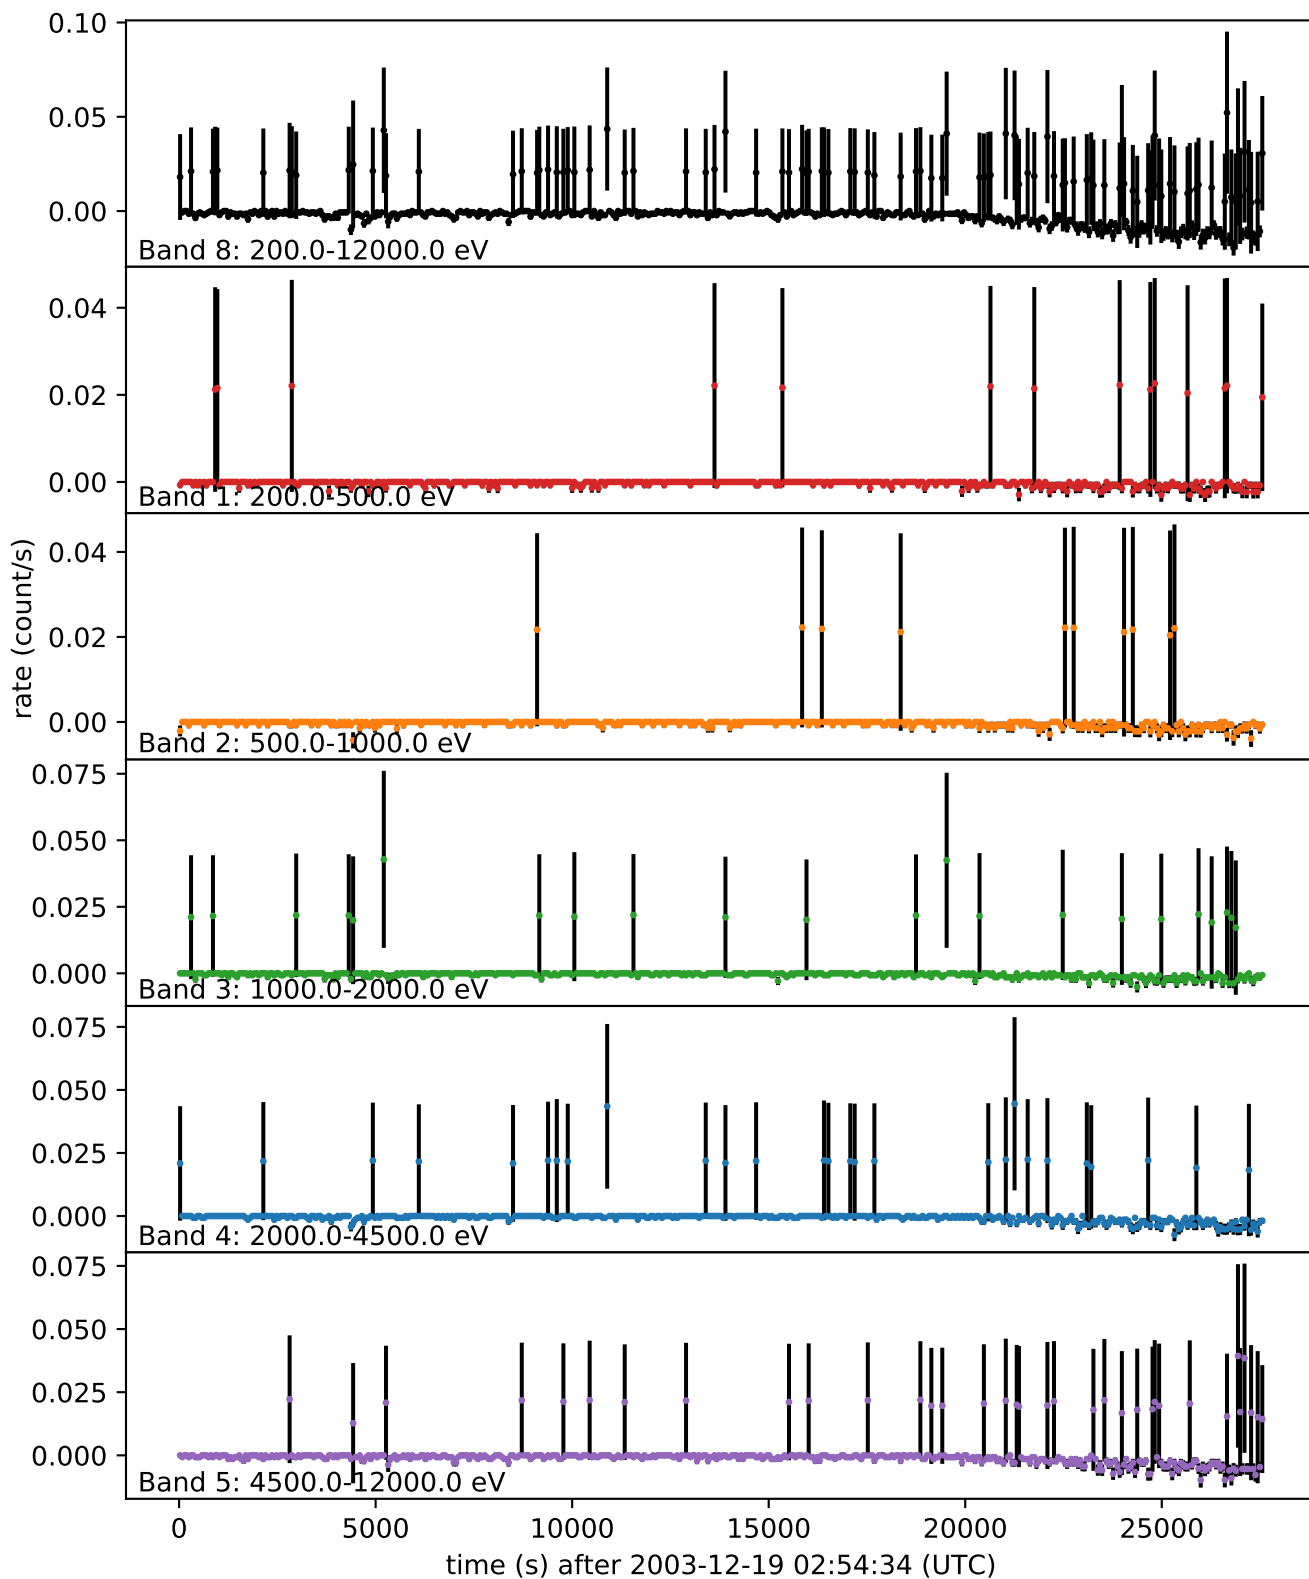 0.10
0.05
0.00
Band 8: 200.0-12000.0 eV
0.04
0.02
0.00
Band 1: 200.0-500.0 eV
0.04
0.02
0.00
Band 2: 500.0-1000.0 eV
rate (count/s)
0.075
0.050
0.025
0.000
Band 3: 1000.0-2000.0 eV
0.075
0.050
0.025
0.000
Band 4: 2000.0-4500.0 eV
0.075
0.050
0.025
0.000
Band 5: 4500.0-12000.0 eV
0 5000 10000 15000 20000 25000
time (s) after 2003-12-19 02:54:34 (UTC)